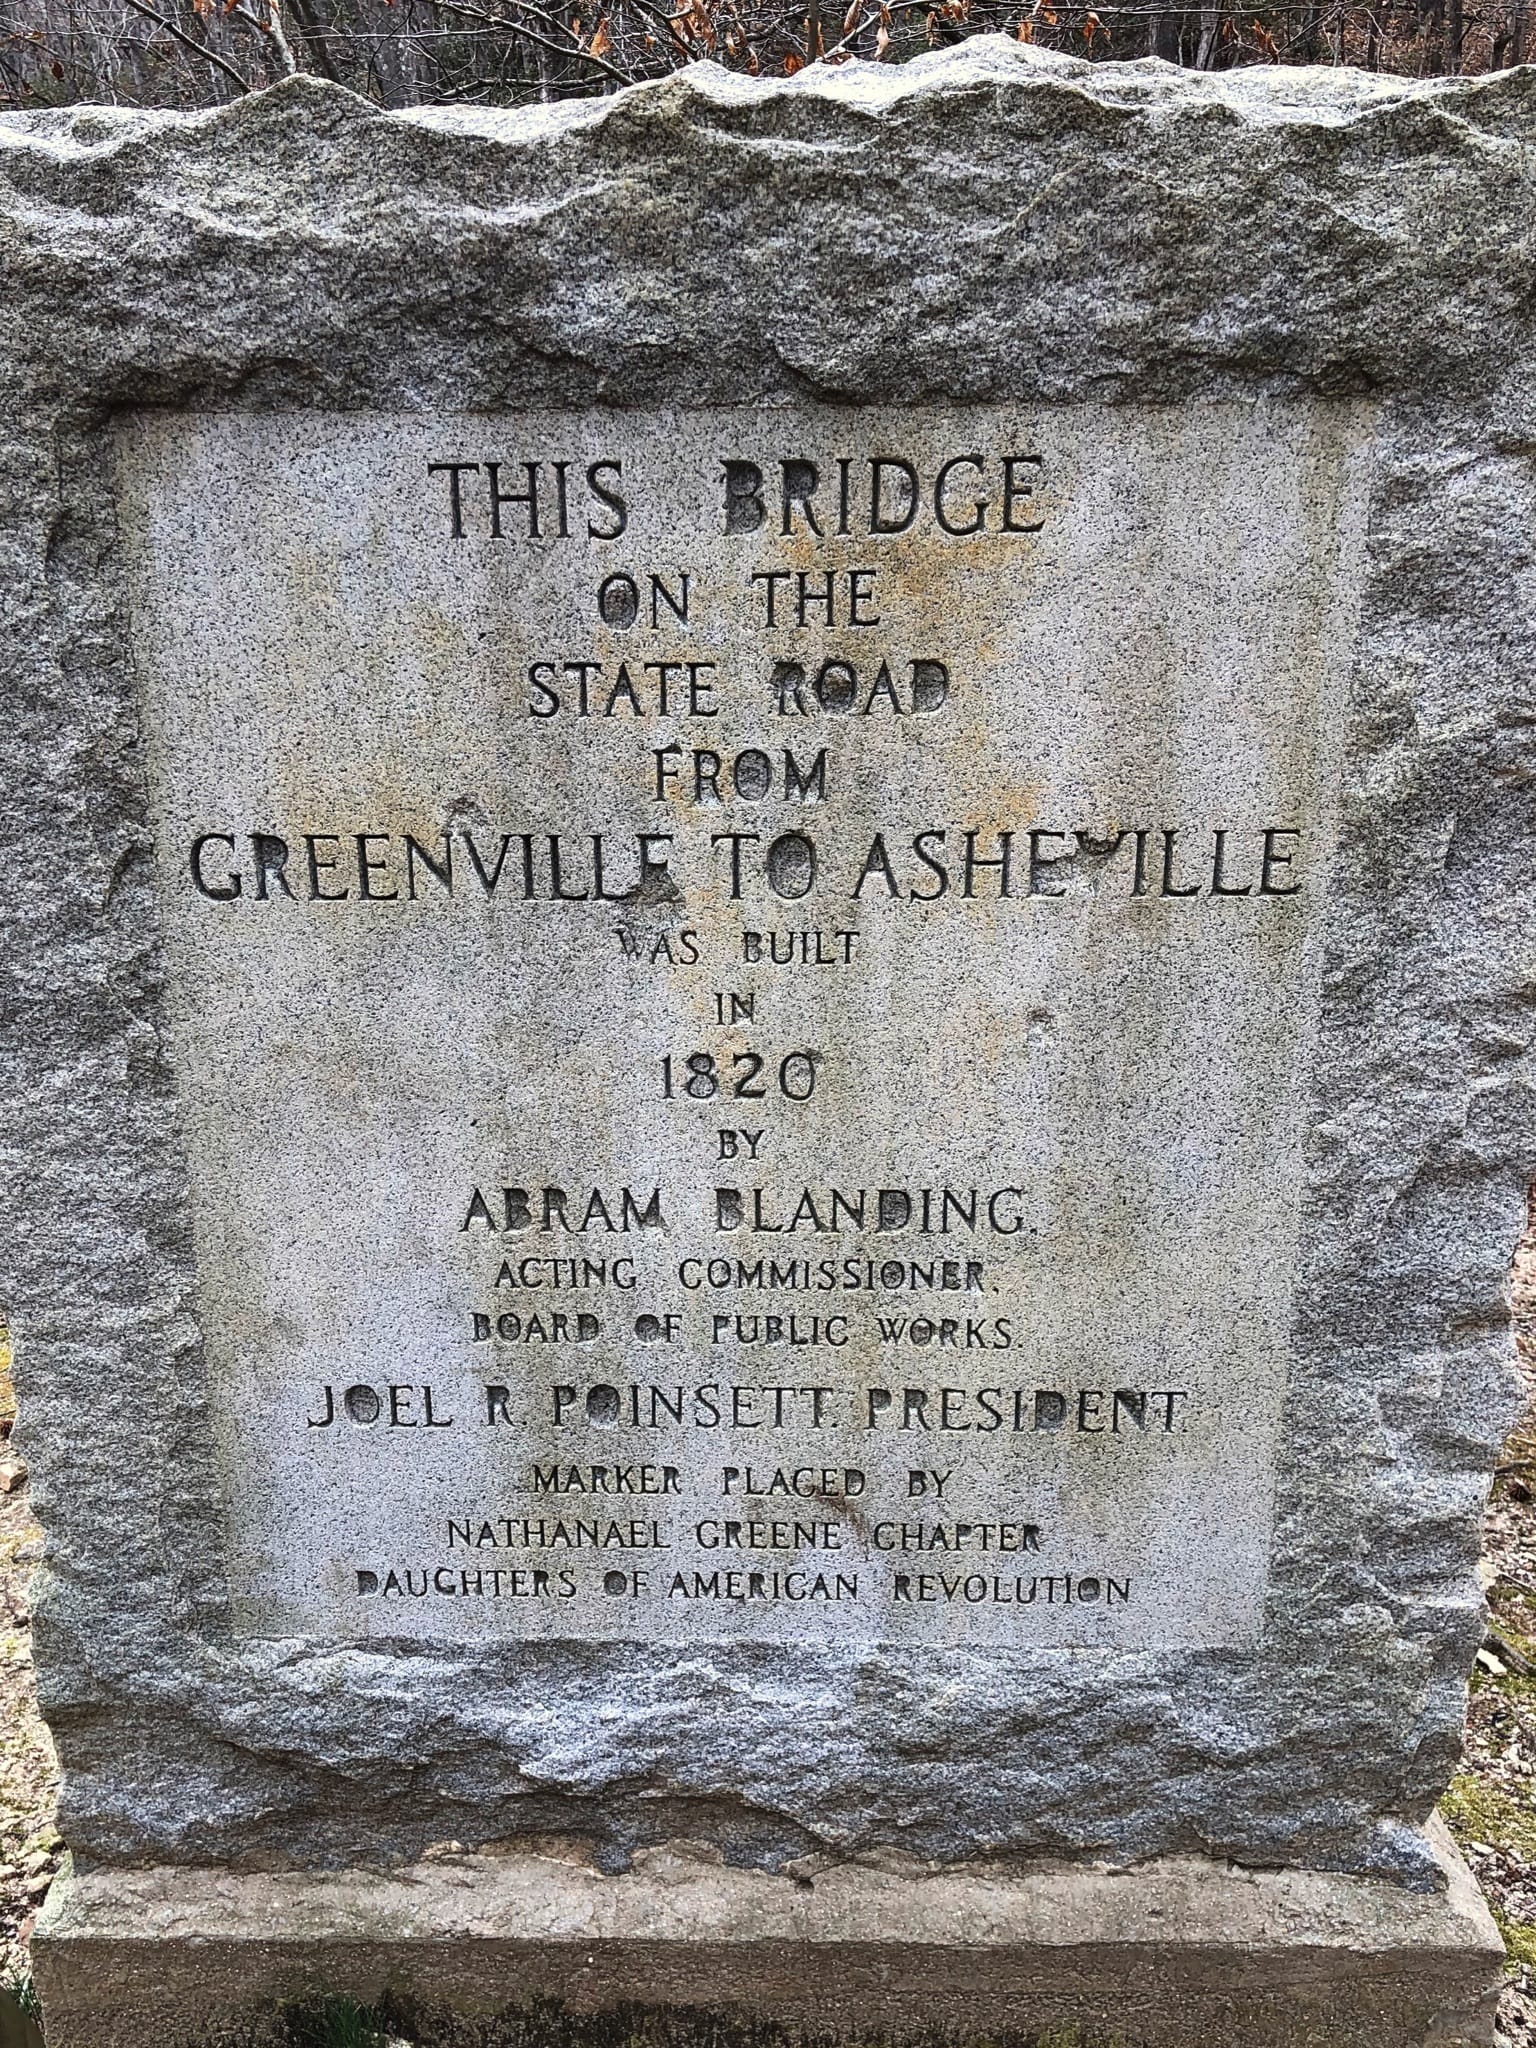 THIS BRIDGE
ON THE
STATE ROAD
FROM
GREENVILLE TO ASHEVILLE
WAS BUILT
IN
1820
BY
ABRAM BLANDING.
ACTING COMMISSIONER,
BOARD OF PUBLIC WORKS.
JOEL R. POINSETT. PRESIDENT.
MARKER PLACED BY
NATHANAEL GREENE CHAPTER
DAUGHTERS OF AMERICAN REVOLUTION